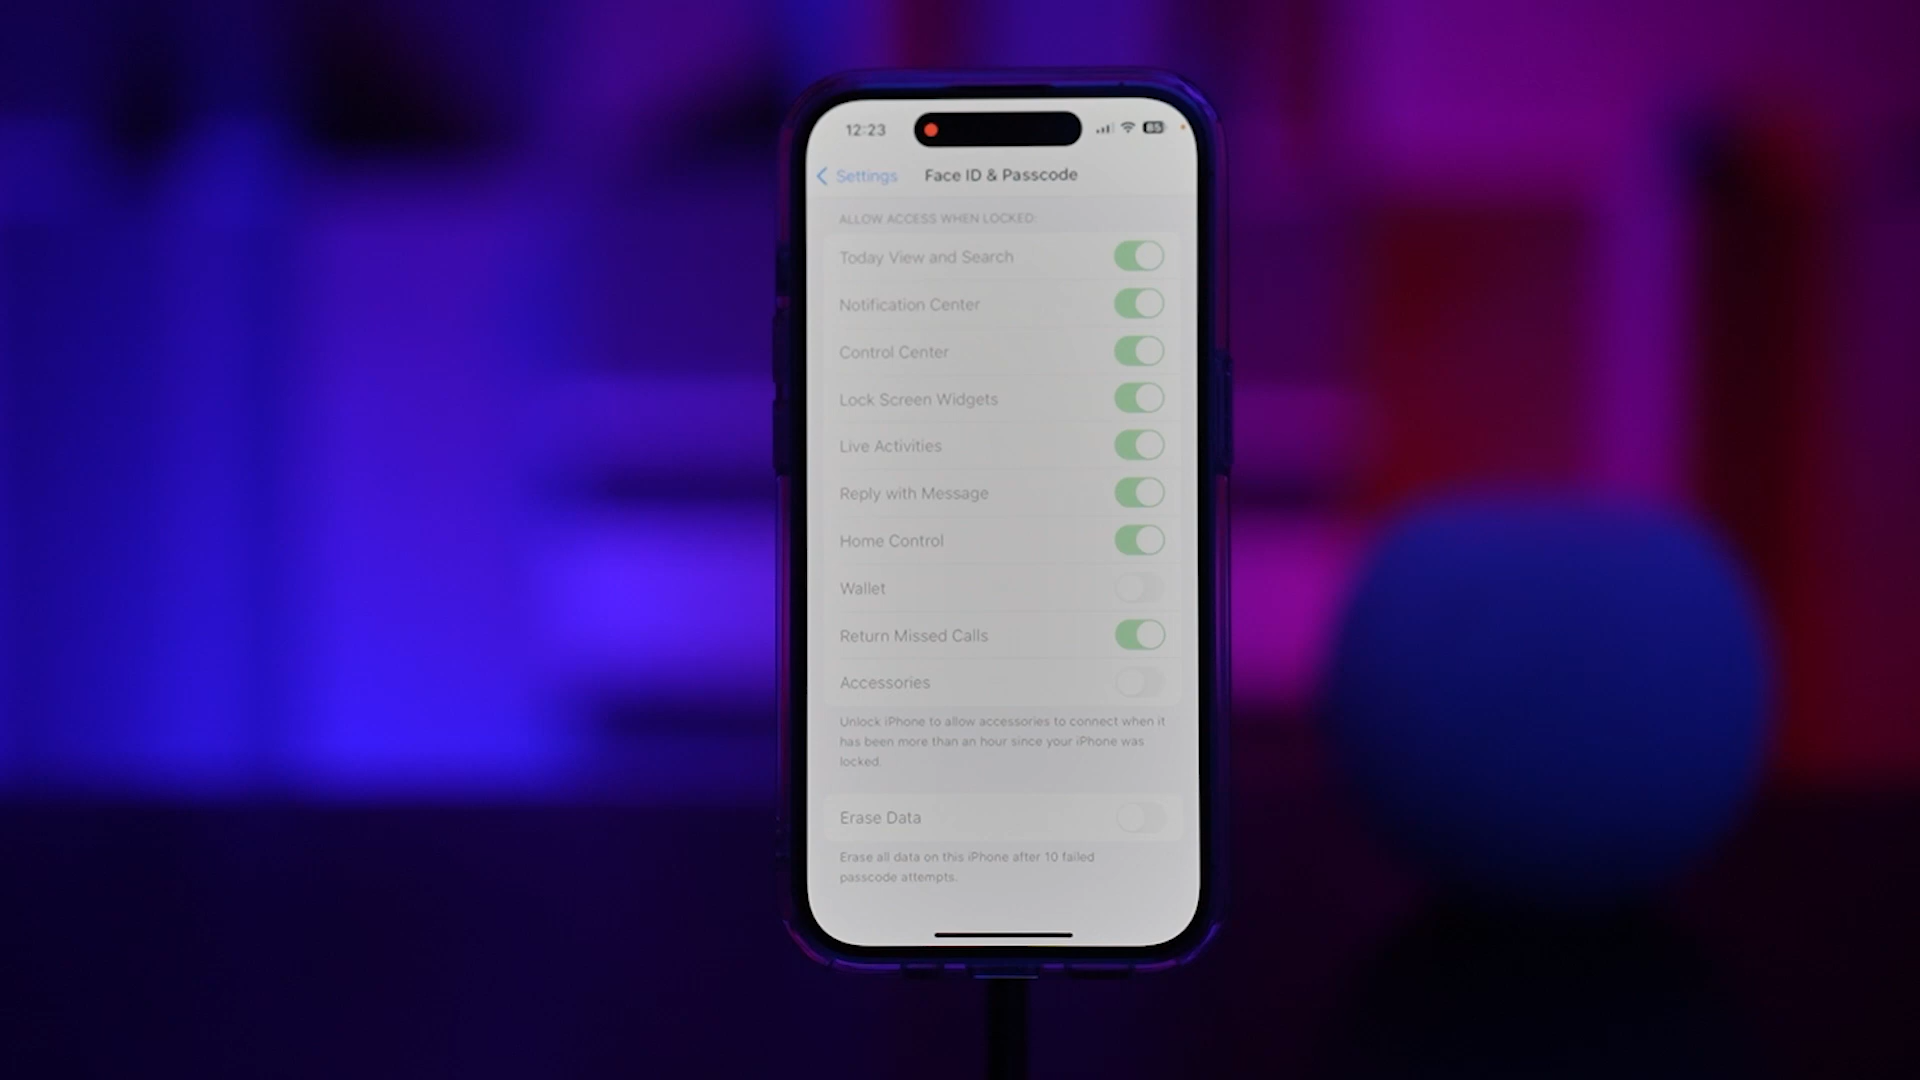 12:23
85
Settings
Face ID & Passcode
ALLOW ACCESS WHEN LOCKED:
Today View and Search
Notification Center
Control Center
Lock Screen Widgets
Live Activities
Reply with Message
Home Control
Wallet
Return Missed Calls
Accessories
Unlock iPhone to allow accessories to connect when it
has been more than an hour since your iPhone was
locked.
Erase Data
Erase all data on this iPhone after 10 failed
passcode attempts.